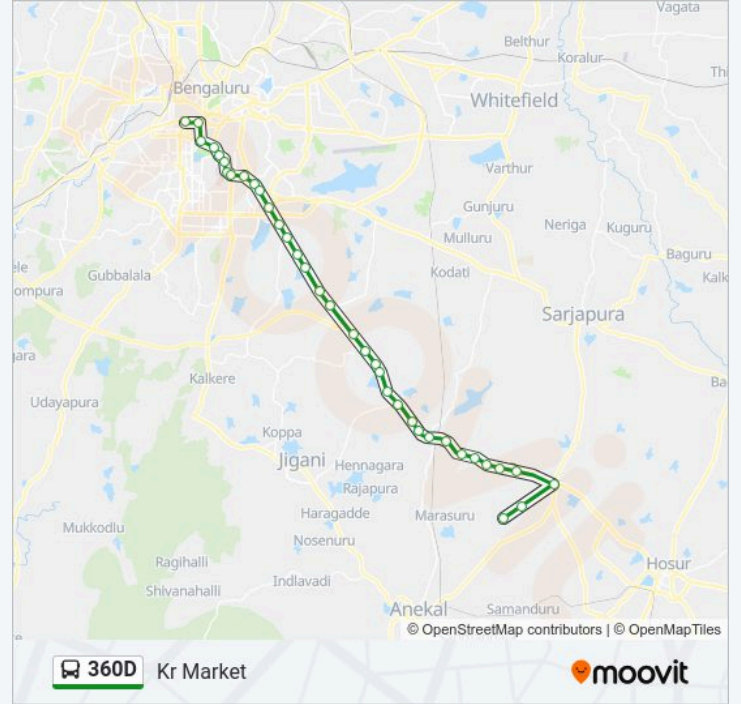 Vagata
Belthur
Koralur
Thi
Bengaluru
Whitefield
Varthur
Gunjuru
Neriga
Kuguru
Mulluru
Baguru
ele
Gubbalala
Kodati
Kalk
ompura
Sarjapura
gara
Kalkere
Ba
Udayapura
Koppa
Jigani
Hennagara
Rajapura
Haragadde
Marasuru
Mukkodlu
Nosenuru
Ragihalli
Hosur
Shivanahalli
Indlavadi
Anekal
Samanduru
e
© OpenStreetMap contributors | © OpenMapTiles
360D Kr Market
moovit